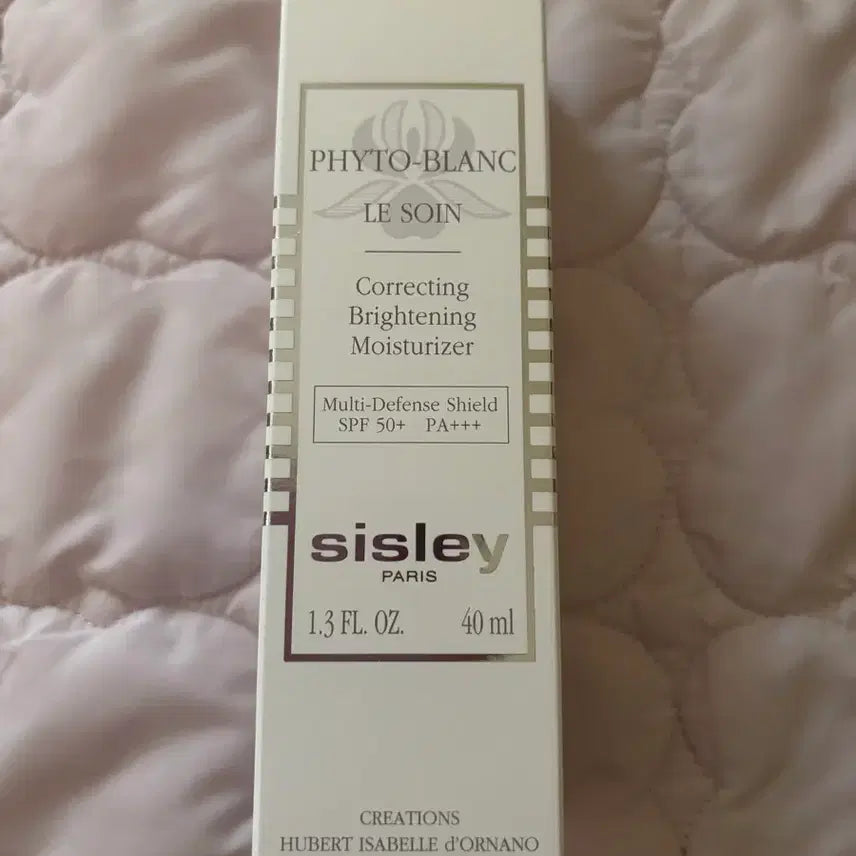 PHYTO-BLANC
LE SOIN
Correcting
Brightening
Moisturizer
Multi-Defense Shield
SPF 50+ PA+++
sisley
PARIS
1.3 FL. OZ. 40 ml
CREATIONS
HUBERT ISABELLE d'ORNANO